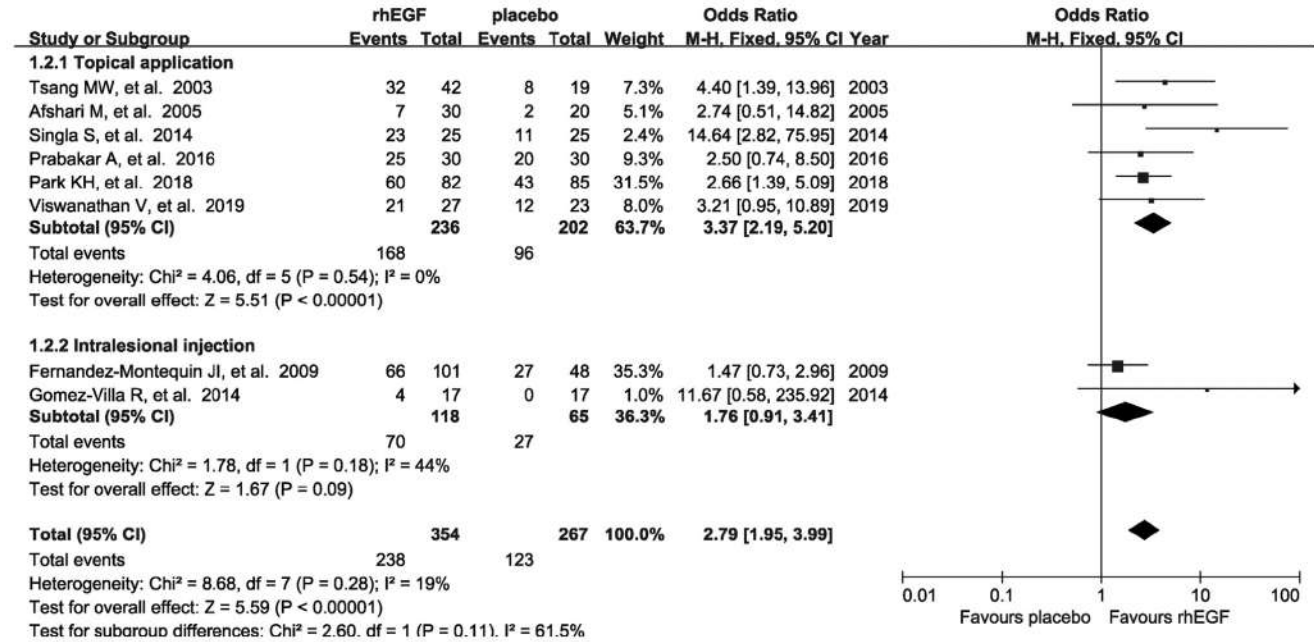 rhEGF placebo Odds Ratio Odds Ratio
Study or Subgroup Events Total Events Total Weight M-H, Fixed, 95% CI Year M-H, Fixed, 95% CI
1.2.1 Topical application
Tsang MW, et al. 2003 32 42 8 19 7.3% 4.40 [1.39, 13.96] 2003
Afshari M, et al. 2005 7 30 2 20 5.1% 2.74 [0.51, 14.82] 2005
Singla S, et al. 2014 23 25 11 25 2.4% 14.64 [2.82, 75.95] 2014
Prabakar A, et al. 2016 25 30 20 30 9.3% 2.50 [0.74, 8.50] 2016
Park KH, et al. 2018 60 82 43 85 31.5% 2.66 [1.39, 5.09] 2018
Viswanathan V, et al. 2019 21 27 12 23 8.0% 3.21 [0.95, 10.89] 2019
Subtotal (95% CI) 236 202 63.7% 3.37 [2.19, 5.20]
Total events 168 96
Heterogeneity: Chi² = 4.06, df = 5 (P = 0.54); I² = 0%
Test for overall effect: Z = 5.51 (P < 0.00001)
1.2.2 Intralesional injection
Fernandez-Montequin JI, et al. 2009 66 101 27 48 35.3% 1.47 [0.73, 2.96] 2009
Gomez-Villa R, et al. 2014 4 17 0 17 1.0% 11.67 [0.58, 235.92] 2014
Subtotal (95% CI) 118 65 36.3% 1.76 [0.91, 3.41]
Total events 70 27
Heterogeneity: Chi² = 1.78, df = 1 (P = 0.18); I² = 44%
Test for overall effect: Z = 1.67 (P = 0.09)
Total (95% CI) 354 267 100.0% 2.79 [1.95, 3.99]
Total events 238 123
Heterogeneity: Chi² = 8.68, df = 7 (P = 0.28); I² = 19%
Test for overall effect: Z = 5.59 (P < 0.00001)
Test for subgroup differences: Chi² = 2.60, df = 1 (P = 0.11), I² = 61.5%
0.01 0.1 1 10 100
Favours placebo Favours rhEGF